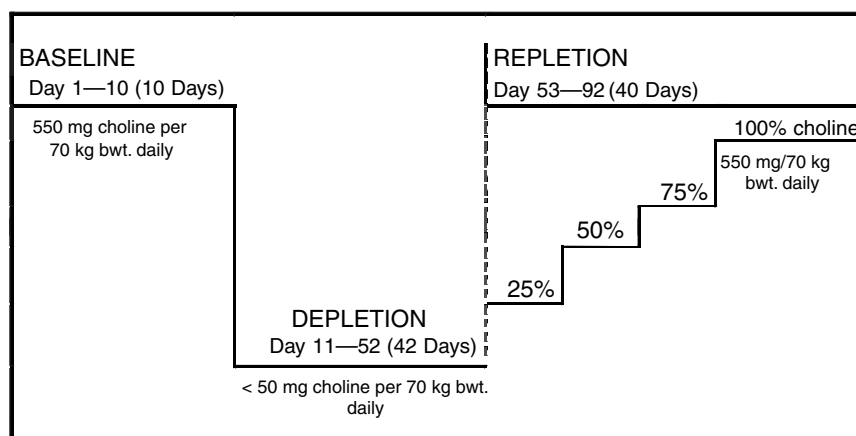 BASELINE
Day 1—10 (10 Days)
550 mg choline per
70 kg bwt. daily
DEPLETION
Day 11—52 (42 Days)
< 50 mg choline per 70 kg bwt.
daily
REPLETION
Day 53—92 (40 Days)
25%
50%
75%
100% choline
550 mg/70 kg
bwt. daily